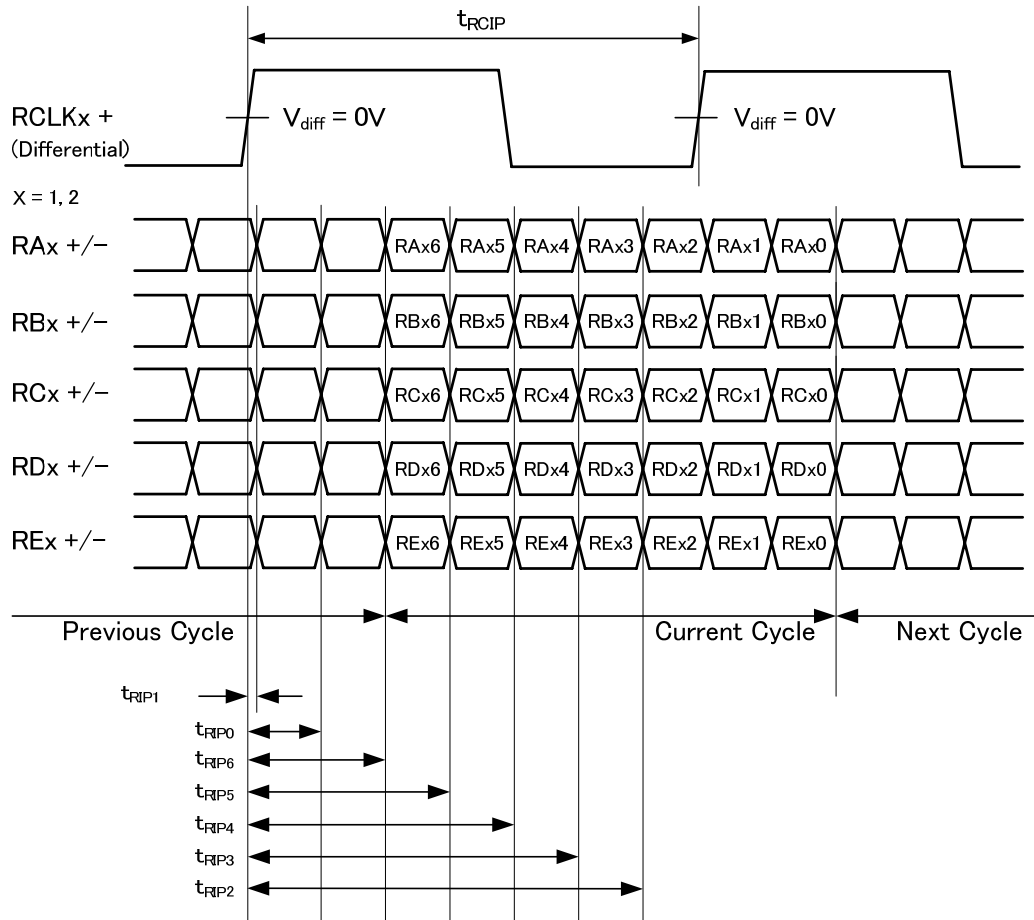 tRCIP
RCLKx + Vdiff = 0V Vdiff = 0V
(Differential)
X = 1, 2
RAx +/- RAx6 RAx5 RAx4 RAx3 RAx2 RAx1 RAx0
RBx +/- RBx6 RBx5 RBx4 RBx3 RBx2 RBx1 RBx0
RCx +/- RCx6 RCx5 RCx4 RCx3 RCx2 RCx1 RCx0
RDx +/- RDx6 RDx5 RDx4 RDx3 RDx2 RDx1 RDx0
REx +/- REx6 REx5 REx4 REx3 REx2 REx1 REx0
Previous Cycle Current Cycle Next Cycle
tRIP1
tRIP0
tRIP6
tRIP5
tRIP4
tRIP3
tRIP2